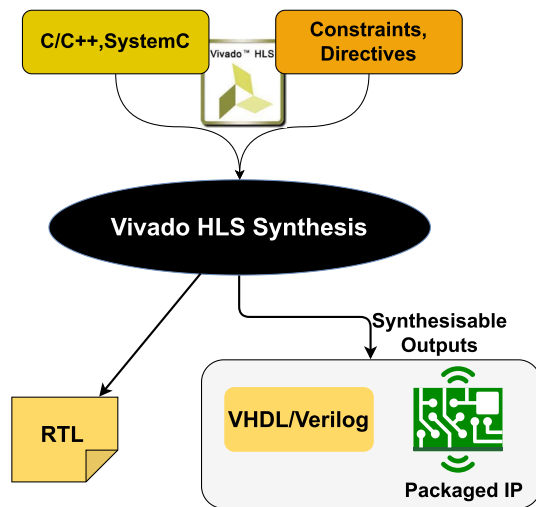 C/C++,SystemC
Constraints,
Directives
Vivado™ HLS
Vivado HLS Synthesis
Synthesisable
Outputs
RTL
VHDL/Verilog
Packaged IP